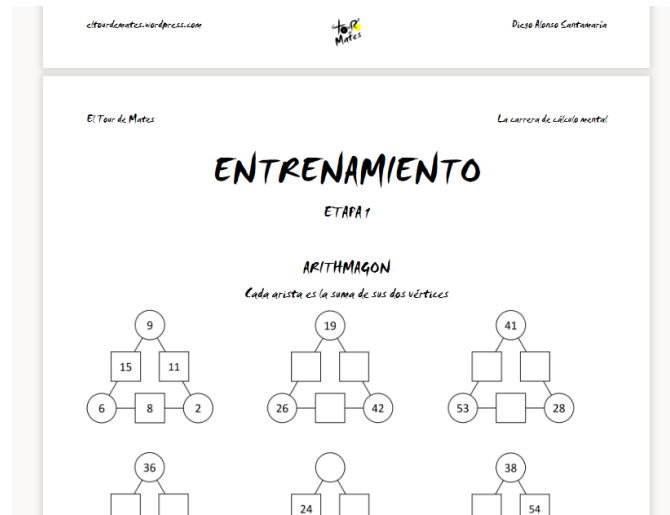 eltourdemates.wordpress.com
tour Mates
Diego Alonso Santamaría
El Tour de Mates
La carrera de cálculo mental
ENTRENAMIENTO
ETAPA 1
ARITHMAGON
Cada arista es la suma de sus dos vértices
9 19 41
15 11
6 8 2 26 42 53 28
36 38
24 54